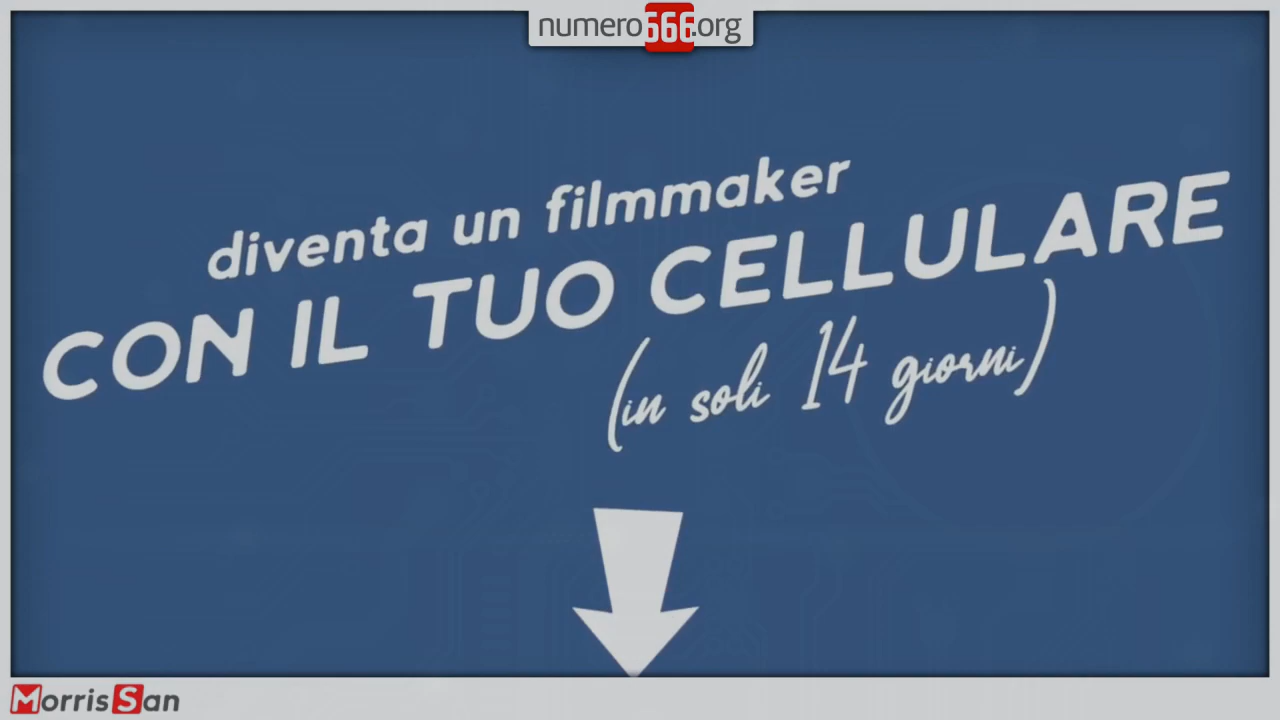 numero666.org
diventa un filmmaker
CON IL TUO CELLULARE
(in soli 14 giorni)
MorrisSan